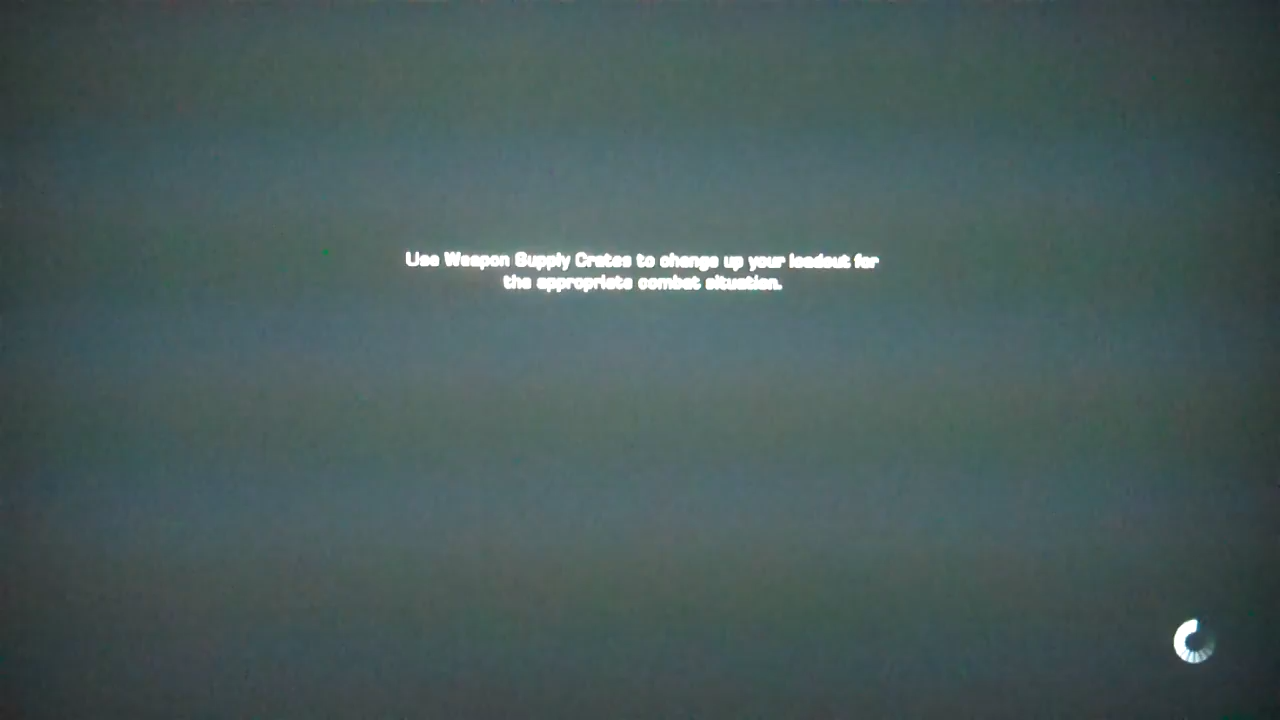 Use Weapon Supply Crates to change up your loadout for
the appropriate combat situation.